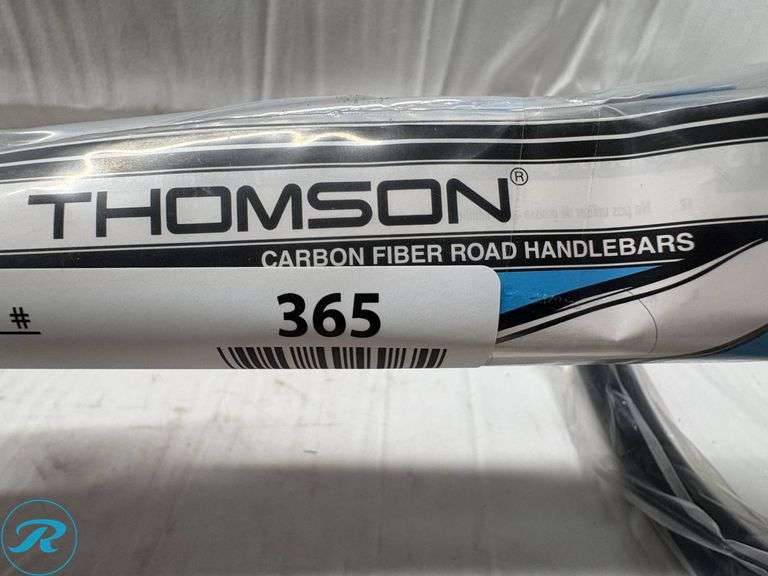 THOMSON®
CARBON FIBER ROAD HANDLEBARS
# 365
R